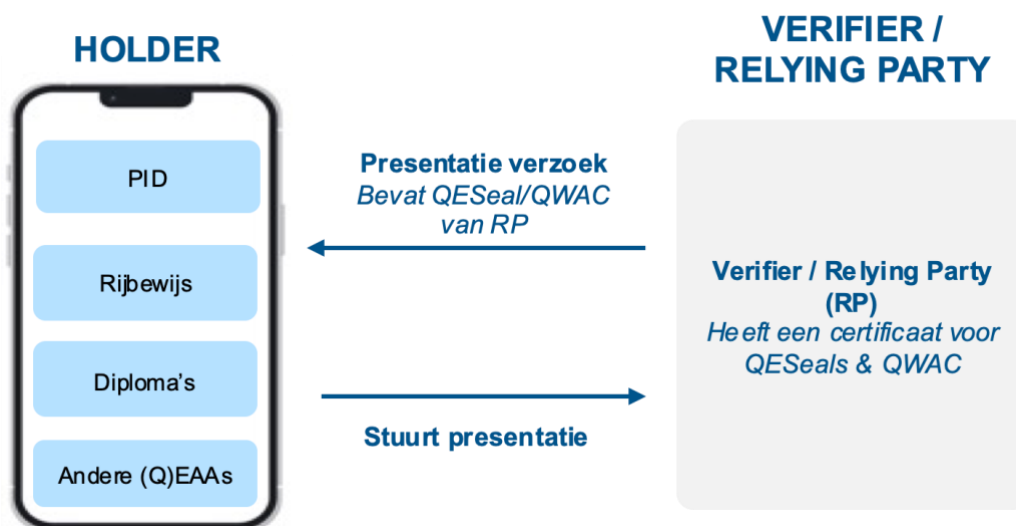 HOLDER
PID
Rijbewijs
Diploma's
Andere (Q)EAAs
Presentatie verzoek
Bevat QESeal/QWAC
van RP
Stuurt presentatie
VERIFIER /
RELYING PARTY
Verifier / Relying Party
(RP)
Heeft een certificaat voor
QESeals & QWAC